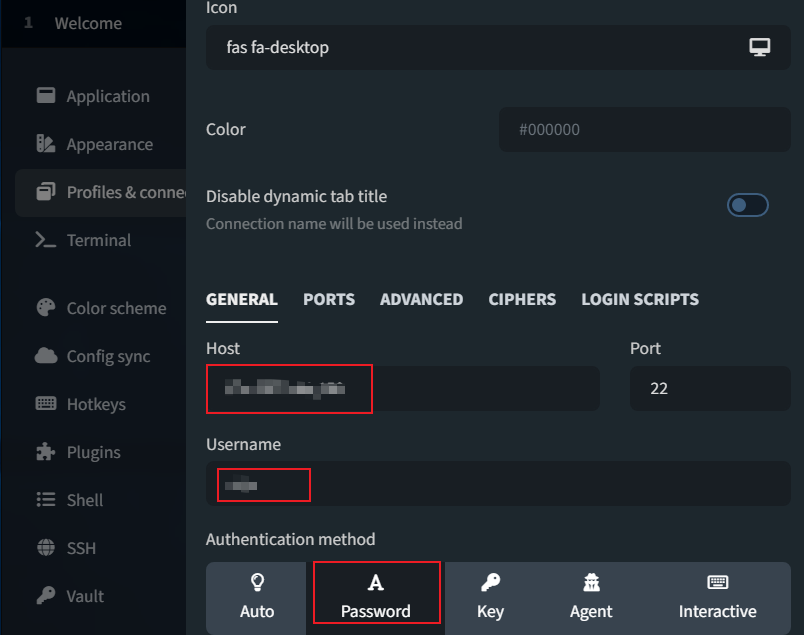 1 Welcome
Application
Appearance
Profiles & conne
Terminal
Color scheme
Config sync
Hotkeys
Plugins
Shell
SSH
Vault
Icon
fas fa-desktop
Color #000000
Disable dynamic tab title
Connection name will be used instead
GENERAL PORTS ADVANCED CIPHERS LOGIN SCRIPTS
Host Port
22
Username
Authentication method
Auto Password Key Agent Interactive